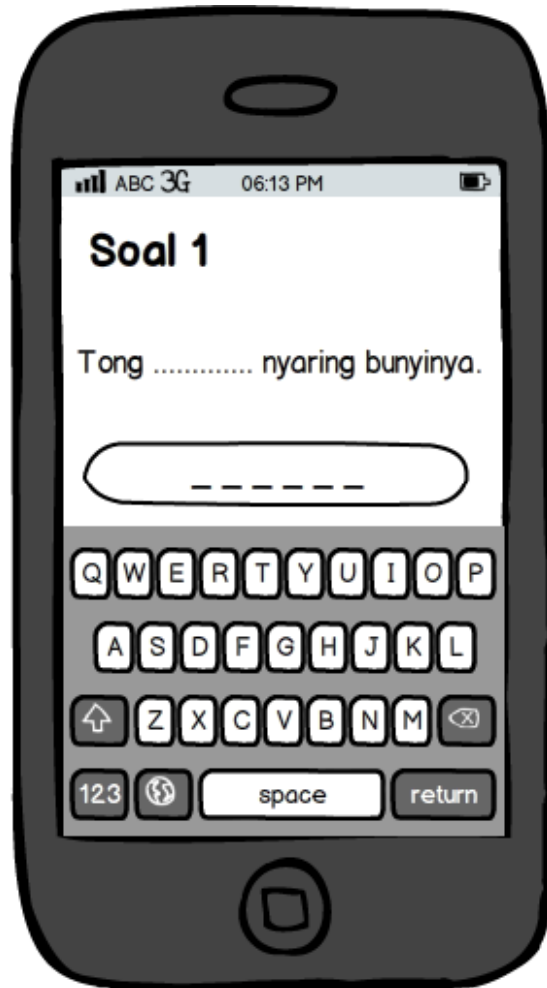 ABC 3G 06:13 PM
Soal 1
Tong ............. nyaring bunyinya.
_ _ _ _ _ _
Q W E R T Y U I O P
A S D F G H J K L
Z X C V B N M
123 space return